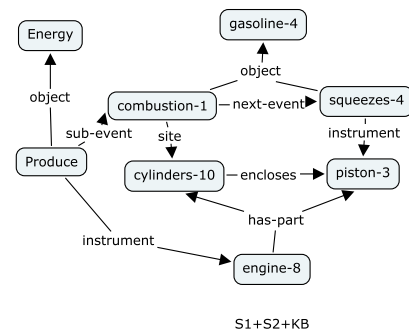 gasoline-4
Energy
object
object
combustion-1
next-event
squeezes-4
sub-event
site
instrument
Produce
cylinders-10
encloses
piston-3
has-part
instrument
engine-8
S1+S2+KB